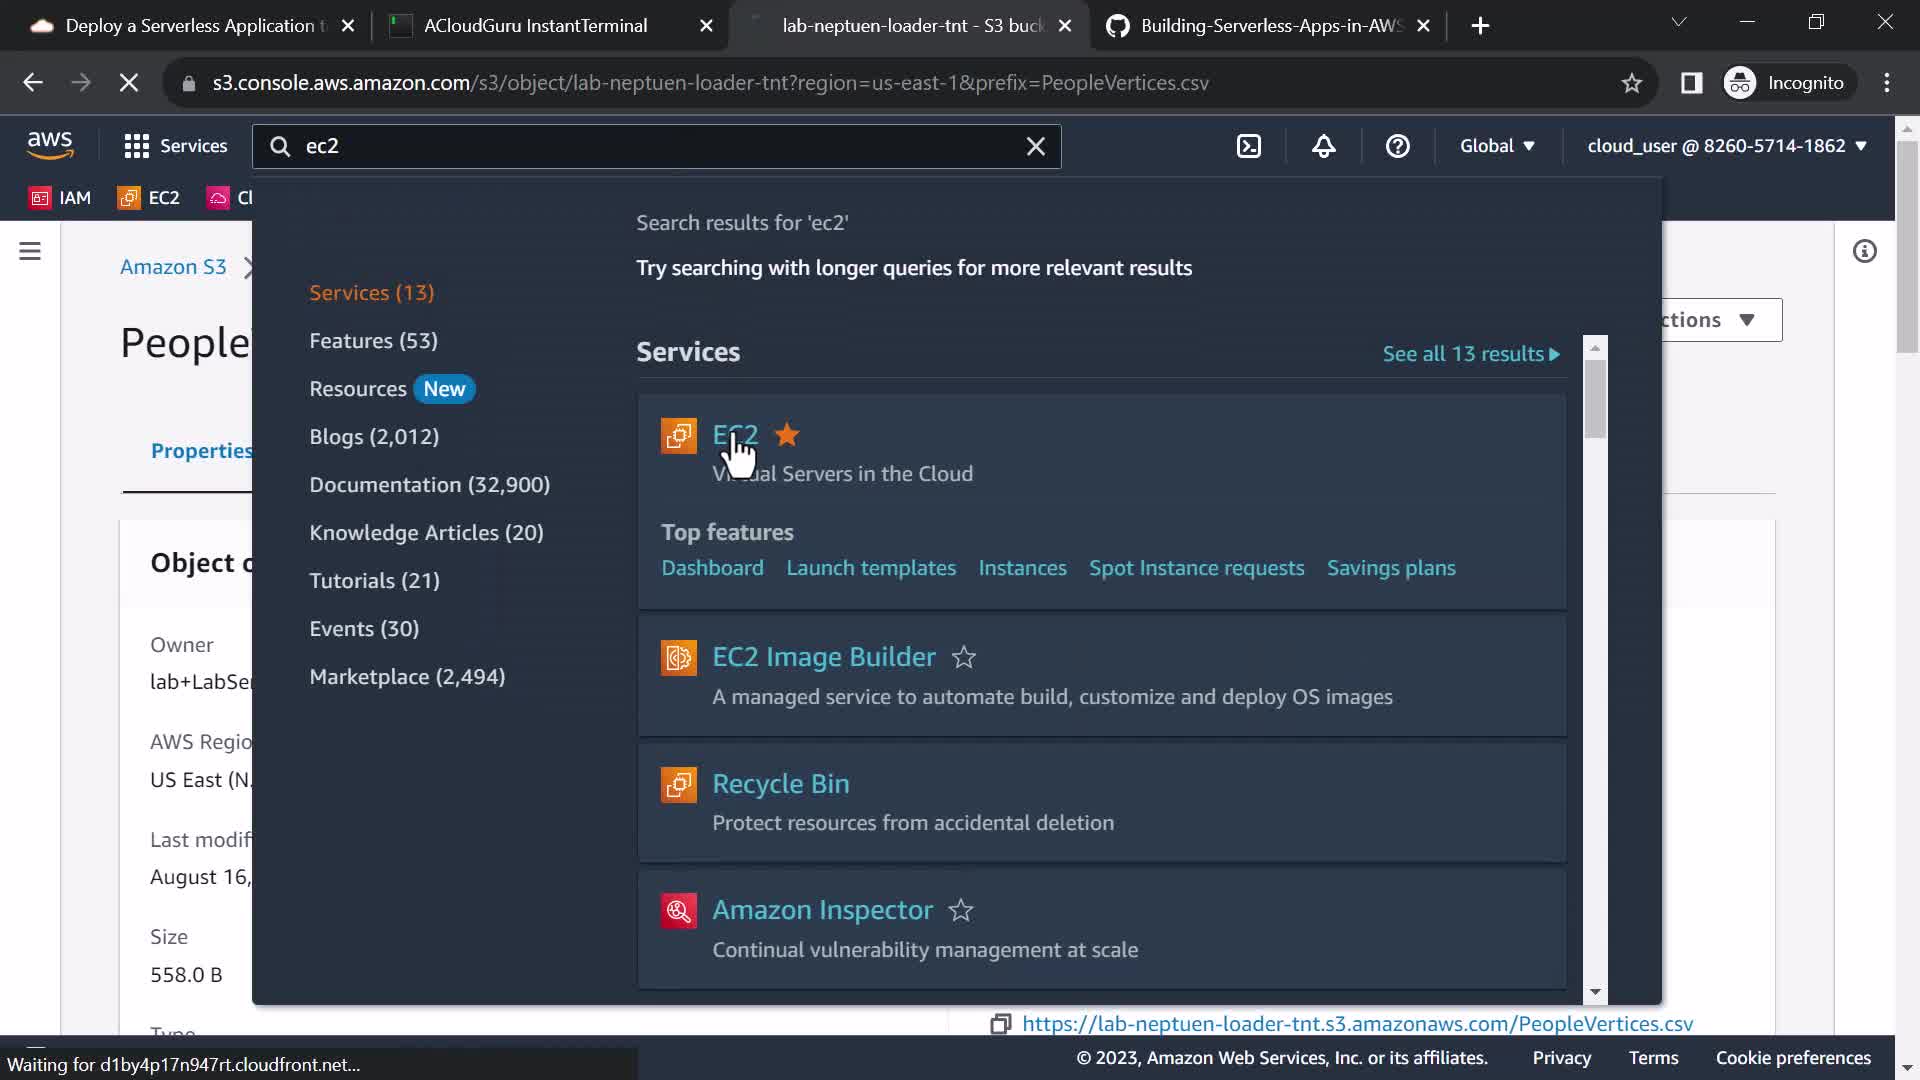 Deploy a Serverless Application t
ACloudGuru InstantTerminal
lab-neptuen-loader-tnt - S3 buck
Building-Serverless-Apps-in-AWS
s3.console.aws.amazon.com/s3/object/lab-neptuen-loader-tnt?region=us-east-1&prefix=PeopleVertices.csv
Incognito
aws
Services
ec2
Global
cloud_user @ 8260-5714-1862
IAM
EC2
Cl
Search results for 'ec2'
Amazon S3
Try searching with longer queries for more relevant results
Services (13)
Features (53)
Resources New
Blogs (2,012)
Documentation (32,900)
Knowledge Articles (20)
Tutorials (21)
Events (30)
Marketplace (2,494)
People
ctions
Services
See all 13 results
EC2
Virtual Servers in the Cloud
Top features
Dashboard Launch templates Instances Spot Instance requests Savings plans
EC2 Image Builder
A managed service to automate build, customize and deploy OS images
Recycle Bin
Protect resources from accidental deletion
Amazon Inspector
Continual vulnerability management at scale
Properties
Object o
Owner
lab+LabSer
AWS Regio
US East (N.
Last modif
August 16,
Size
558.0 B
Type
https://lab-neptuen-loader-tnt.s3.amazonaws.com/PeopleVertices.csv
Waiting for d1by4p17n947rt.cloudfront.net...
© 2023, Amazon Web Services, Inc. or its affiliates.
Privacy
Terms
Cookie preferences